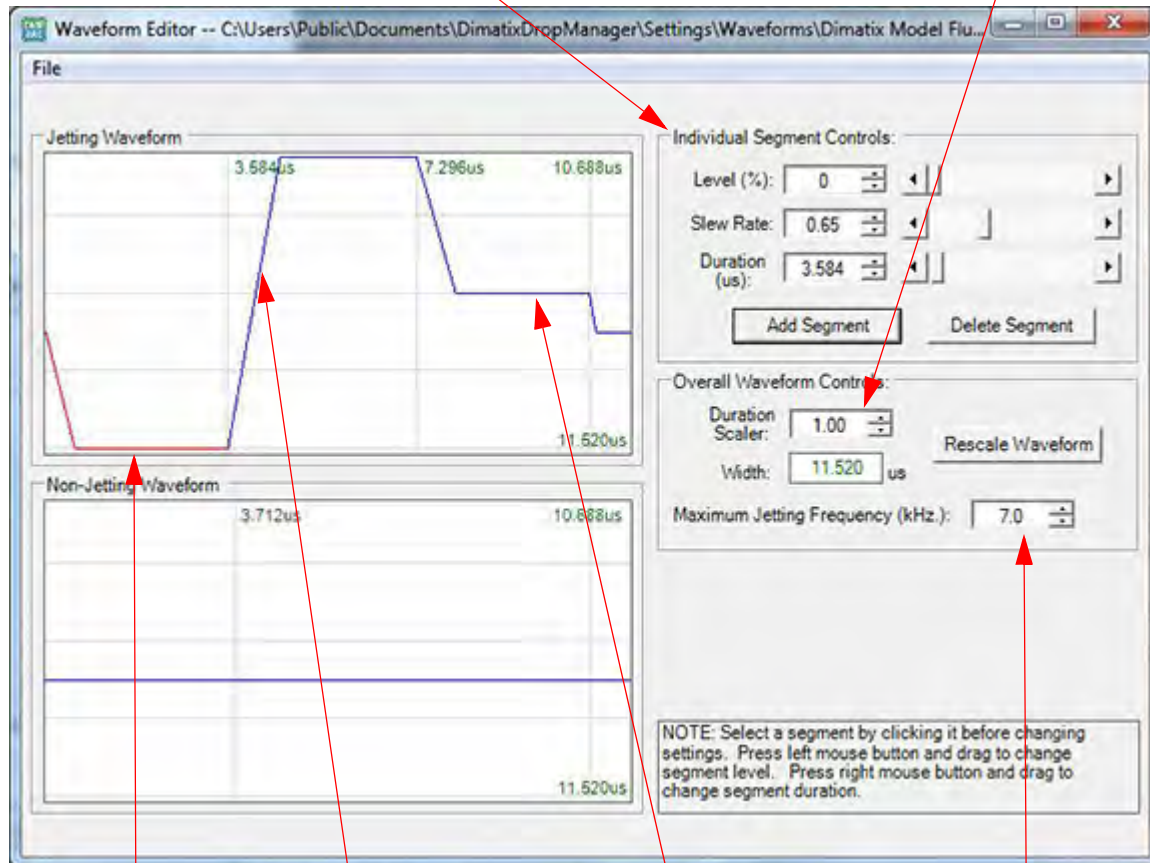 Waveform Editor -- C:\Users\Public\Documents\DimatixDropManager\Settings\Waveforms\Dimatix Model Flu...
File
Jetting Waveform
3.584us 7.296us 10.688us
11.520us
Non-Jetting Waveform
3.712us 10.688us
11.520us
Individual Segment Controls:
Level (%): 0
Slew Rate: 0.65
Duration (us): 3.584
Add Segment Delete Segment
Overall Waveform Controls:
Duration Scaler: 1.00
Rescale Waveform
Width: 11.520 us
Maximum Jetting Frequency (kHz.): 7.0
NOTE: Select a segment by clicking it before changing
settings. Press left mouse button and drag to change
segment level. Press right mouse button and drag to
change segment duration.